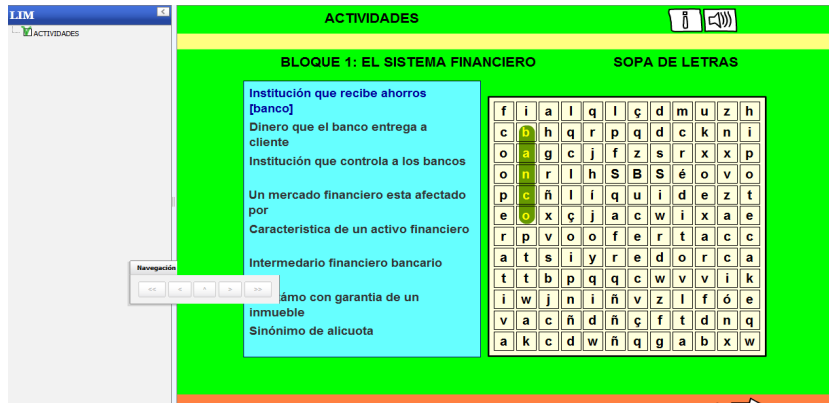 LIM
ACTIVIDADES
ACTIVIDADES
BLOQUE 1: EL SISTEMA FINANCIERO SOPA DE LETRAS
Institución que recibe ahorros
[banco]
Dinero que el banco entrega a
cliente
Institución que controla a los bancos
Un mercado financiero esta afectado
por
Caracteristica de un activo financiero
Intermedario financiero bancario
támo con garantia de un
inmueble
Sinónimo de alicuota
Navegación
f i a l q l ç d m u z h
c b h q r p q d c k n i
o a g c j f z s r x x p
o n r l h S B S é o v o
p c ñ l í q u i d e z t
e o x ç j a c w i x a e
r p v o o f e r t a c c
a t s i y r e d o r c a
t t b p q q c w v v i k
i w j n i ñ v z l f ó e
v a c ñ d ñ ç f t d n q
a k c d w ñ q g a b x w